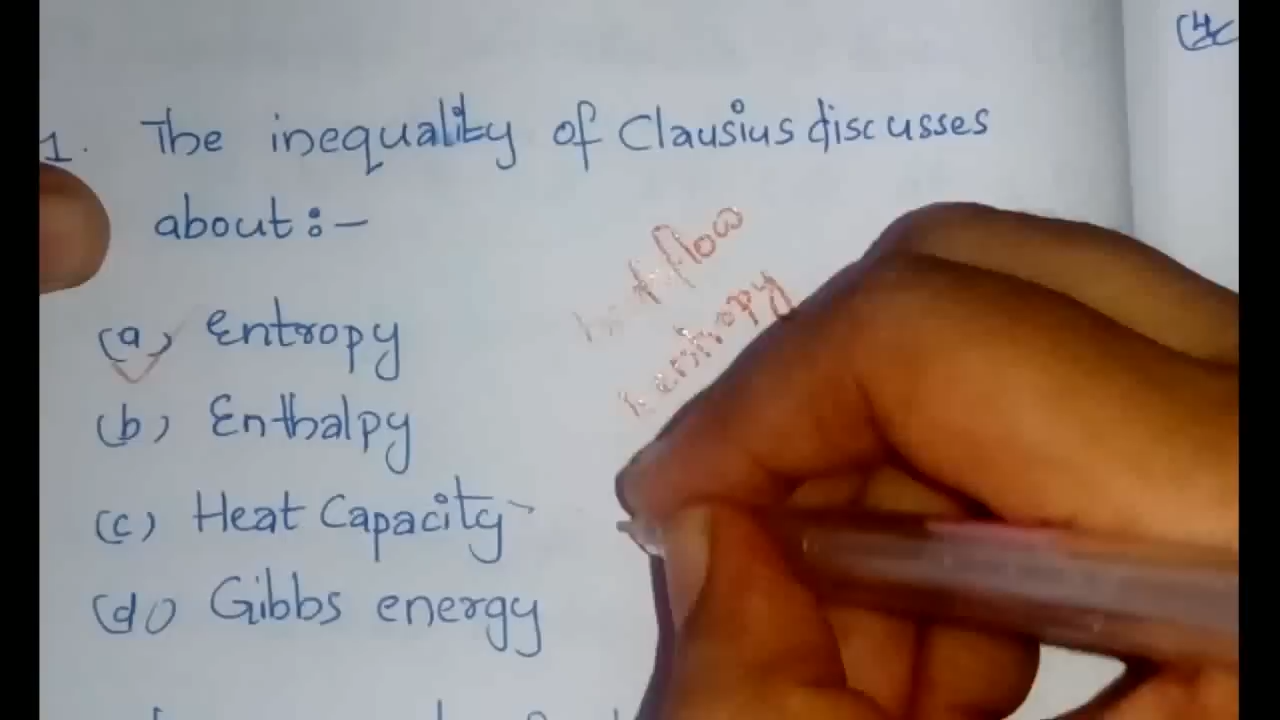 1. The inequality of Clausius discusses
about:-
heat flow
entropy
(a) Entropy
(b) Enthalpy
(c) Heat Capacity
(d) Gibbs energy